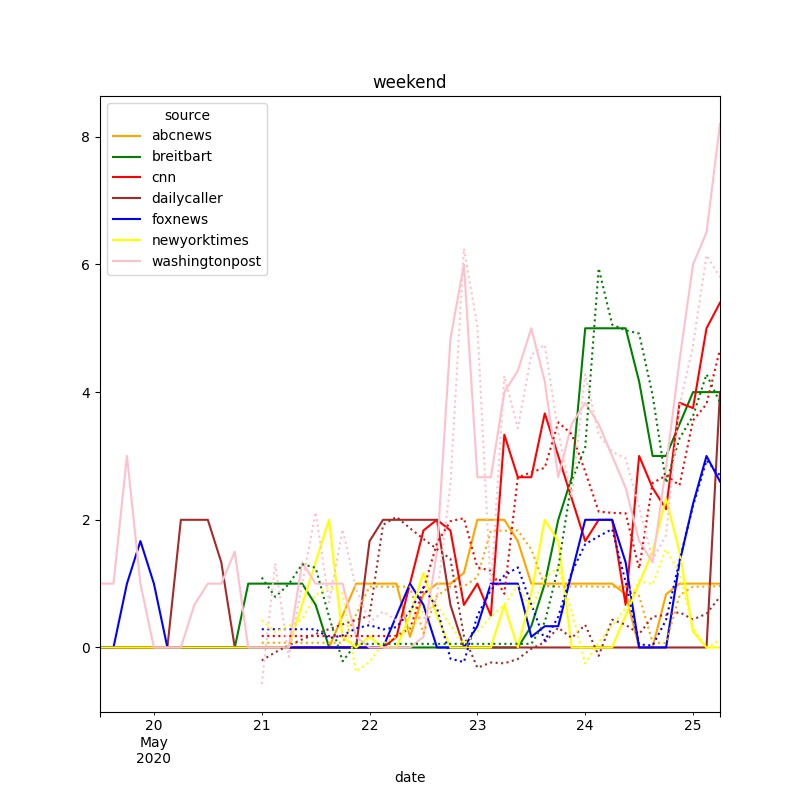 weekend
source
abcnews
breitbart
cnn
dailycaller
foxnews
newyorktimes
washingtonpost
8
6
4
2
0
20 21 22 23 24 25
May
2020
date